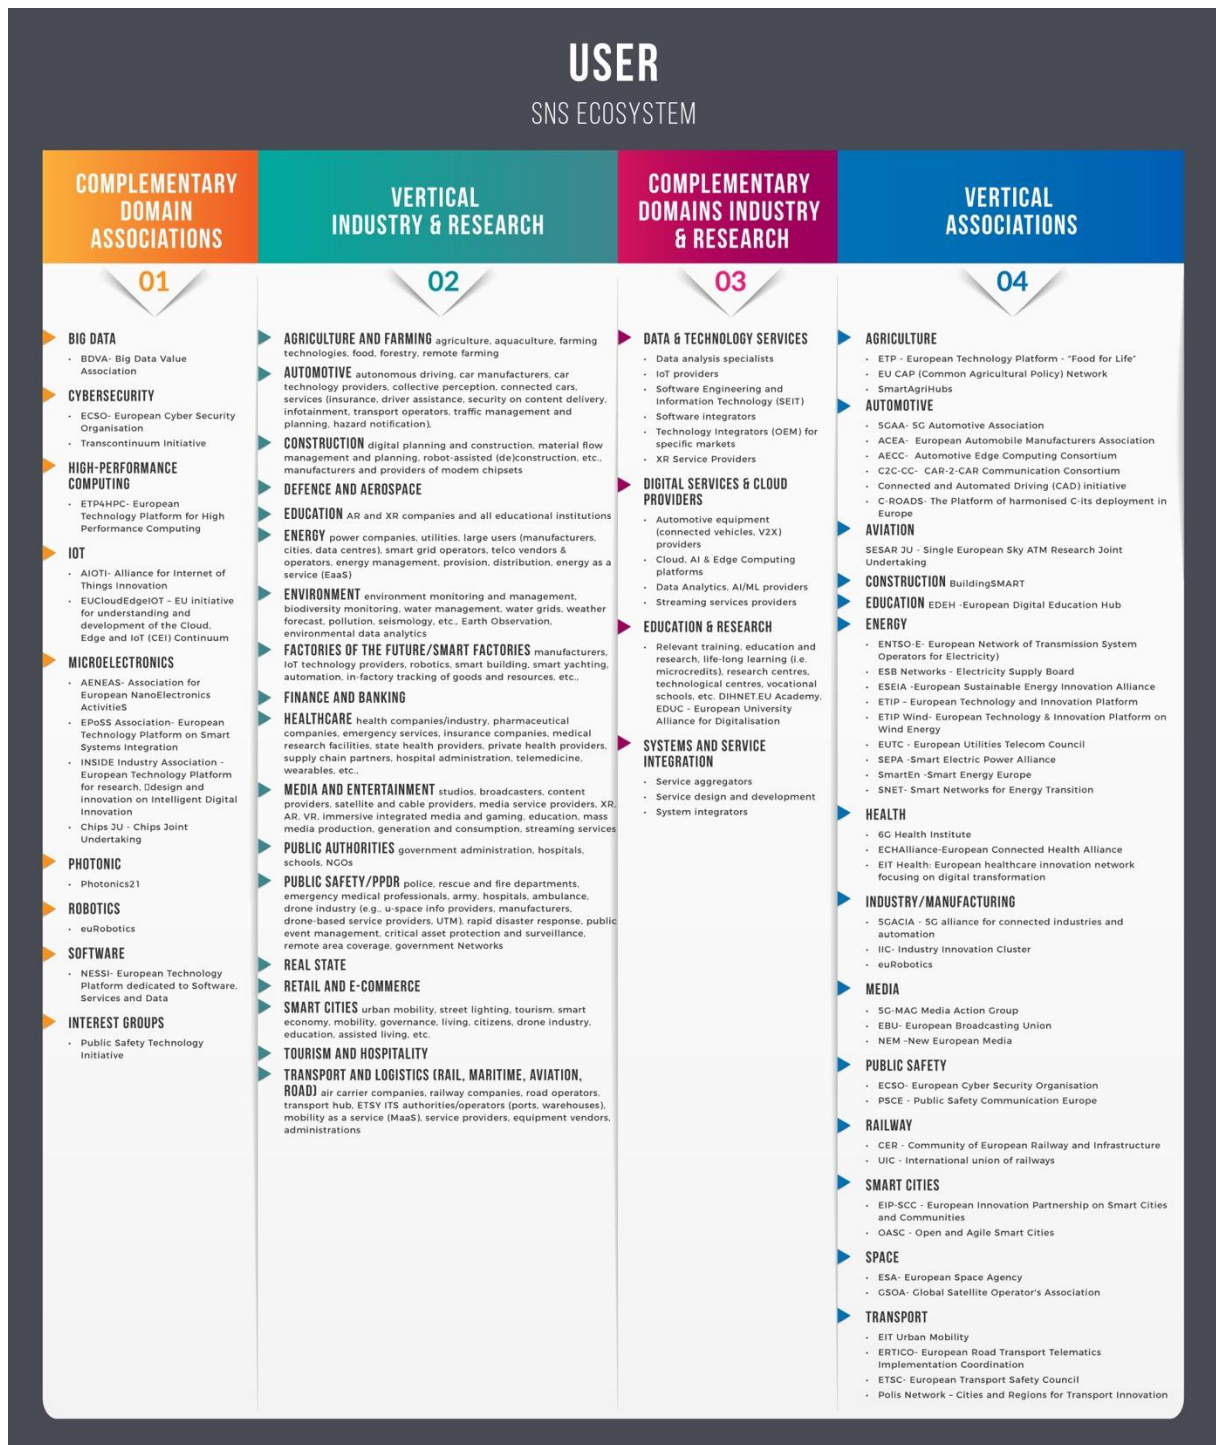 USER
SNS ECOSYSTEM
COMPLEMENTARY
DOMAIN
ASSOCIATIONS
01
BIG DATA
• BDVA- Big Data Value
Association
CYBERSECURITY
• ECSO- European Cyber Security
Organisation
• Transcontinuum Initiative
HIGH-PERFORMANCE
COMPUTING
• ETP4HPC- European
Technology Platform for High
Performance Computing
IOT
• AIOTI- Alliance for Internet of
Things Innovation
• EUCloudEdgeIOT – EU initiative
for understanding and
development of the Cloud,
Edge and IoT (CEI) Continuum
MICROELECTRONICS
• AENEAS- Association for
European NanoElectronics
ActivitieS
• EPoSS Association- European
Technology Platform on Smart
Systems Integration
• INSIDE Industry Association -
European Technology Platform
for research, design and
innovation on Intelligent Digital
Innovation
• Chips JU - Chips Joint
Undertaking
PHOTONIC
• Photonics21
ROBOTICS
• euRobotics
SOFTWARE
• NESSI- European Technology
Platform dedicated to Software,
Services and Data
INTEREST GROUPS
• Public Safety Technology
Initiative
VERTICAL
INDUSTRY & RESEARCH
02
AGRICULTURE AND FARMING agriculture, aquaculture, farming
technologies, food, forestry, remote farming
AUTOMOTIVE autonomous driving, car manufacturers, car
technology providers, collective perception, connected cars,
services (insurance, driver assistance, security on content delivery,
infotainment, transport operators, traffic management and
planning, hazard notification),
CONSTRUCTION digital planning and construction, material flow
management and planning, robot-assisted (de)construction, etc.,
manufacturers and providers of modem chipsets
DEFENCE AND AEROSPACE
EDUCATION AR and XR companies and all educational institutions
ENERGY power companies, utilities, large users (manufacturers,
cities, data centres), smart grid operators, telco vendors &
operators, energy management, provision, distribution, energy as a
service (EaaS)
ENVIRONMENT environment monitoring and management,
biodiversity monitoring, water management, water grids, weather
forecast, pollution, seismology, etc., Earth Observation,
environmental data analytics
FACTORIES OF THE FUTURE/SMART FACTORIES manufacturers,
IoT technology providers, robotics, smart building, smart yachting,
automation, in-factory tracking of goods and resources, etc.,
FINANCE AND BANKING
HEALTHCARE health companies/industry, pharmaceutical
companies, emergency services, insurance companies, medical
research facilities, state health providers, private health providers,
supply chain partners, hospital administration, telemedicine,
wearables, etc.,
MEDIA AND ENTERTAINMENT studios, broadcasters, content
providers, satellite and cable providers, media service providers, XR,
AR, VR, immersive integrated media and gaming, education, mass
media production, generation and consumption, streaming services
PUBLIC AUTHORITIES government administration, hospitals,
schools, NGOs
PUBLIC SAFETY/PPDR police, rescue and fire departments,
emergency medical professionals, army, hospitals, ambulance,
drone industry (e.g., u-space info providers, manufacturers,
drone-based service providers, UTM), rapid disaster response, public
event management, critical asset protection and surveillance,
remote area coverage, government Networks
REAL STATE
RETAIL AND E-COMMERCE
SMART CITIES urban mobility, street lighting, tourism, smart
economy, mobility, governance, living, citizens, drone industry,
education, assisted living, etc.
TOURISM AND HOSPITALITY
TRANSPORT AND LOGISTICS (RAIL, MARITIME, AVIATION,
ROAD) air carrier companies, railway companies, road operators,
transport hub, ETSY ITS authorities/operators (ports, warehouses),
mobility as a service (MaaS), service providers, equipment vendors,
administrations
COMPLEMENTARY
DOMAINS INDUSTRY
& RESEARCH
03
DATA & TECHNOLOGY SERVICES
• Data analysis specialists
• IoT providers
• Software Engineering and
Information Technology (SEIT)
• Software integrators
• Technology Integrators (OEM) for
specific markets
• XR Service Providers
DIGITAL SERVICES & CLOUD
PROVIDERS
• Automotive equipment
(connected vehicles, V2X)
providers
• Cloud, AI & Edge Computing
platforms
• Data Analytics, AI/ML providers
• Streaming services providers
EDUCATION & RESEARCH
• Relevant training, education and
research, life-long learning (i.e.
microcredits), research centres,
technological centres, vocational
schools, etc. DIHNET.EU Academy,
EDUC - European University
Alliance for Digitalisation
SYSTEMS AND SERVICE
INTEGRATION
• Service aggregators
• Service design and development
• System integrators
VERTICAL
ASSOCIATIONS
04
AGRICULTURE
• ETP - European Technology Platform - "Food for Life"
• EU CAP (Common Agricultural Policy) Network
• SmartAgriHubs
AUTOMOTIVE
• 5GAA- 5G Automotive Association
• ACEA- European Automobile Manufacturers Association
• AECC- Automotive Edge Computing Consortium
• C2C-CC- CAR-2-CAR Communication Consortium
• Connected and Automated Driving (CAD) initiative
• C-ROADS- The Platform of harmonised C-its deployment in
Europe
AVIATION
SESAR JU - Single European Sky ATM Research Joint
Undertaking
CONSTRUCTION BuildingSMART
EDUCATION EDEH -European Digital Education Hub
ENERGY
• ENTSO-E- European Network of Transmission System
Operators for Electricity)
• ESB Networks - Electricity Supply Board
• ESEIA -European Sustainable Energy Innovation Alliance
• ETIP – European Technology and Innovation Platform
• ETIP Wind- European Technology & Innovation Platform on
Wind Energy
• EUTC - European Utilities Telecom Council
• SEPA -Smart Electric Power Alliance
• SmartEn -Smart Energy Europe
• SNET- Smart Networks for Energy Transition
HEALTH
• 6G Health Institute
• ECHAlliance-European Connected Health Alliance
• EIT Health: European healthcare innovation network
focusing on digital transformation
INDUSTRY/MANUFACTURING
• 5GACIA - 5G alliance for connected industries and
automation
• IIC- Industry Innovation Cluster
• euRobotics
MEDIA
• 5G-MAG Media Action Group
• EBU- European Broadcasting Union
• NEM –New European Media
PUBLIC SAFETY
• ECSO- European Cyber Security Organisation
• PSCE - Public Safety Communication Europe
RAILWAY
• CER - Community of European Railway and Infrastructure
• UIC - International union of railways
SMART CITIES
• EIP-SCC - European Innovation Partnership on Smart Cities
and Communities
• OASC - Open and Agile Smart Cities
SPACE
• ESA- European Space Agency
• GSOA- Global Satellite Operator's Association
TRANSPORT
• EIT Urban Mobility
• ERTICO- European Road Transport Telematics
Implementation Coordination
• ETSC- European Transport Safety Council
• Polis Network – Cities and Regions for Transport Innovation